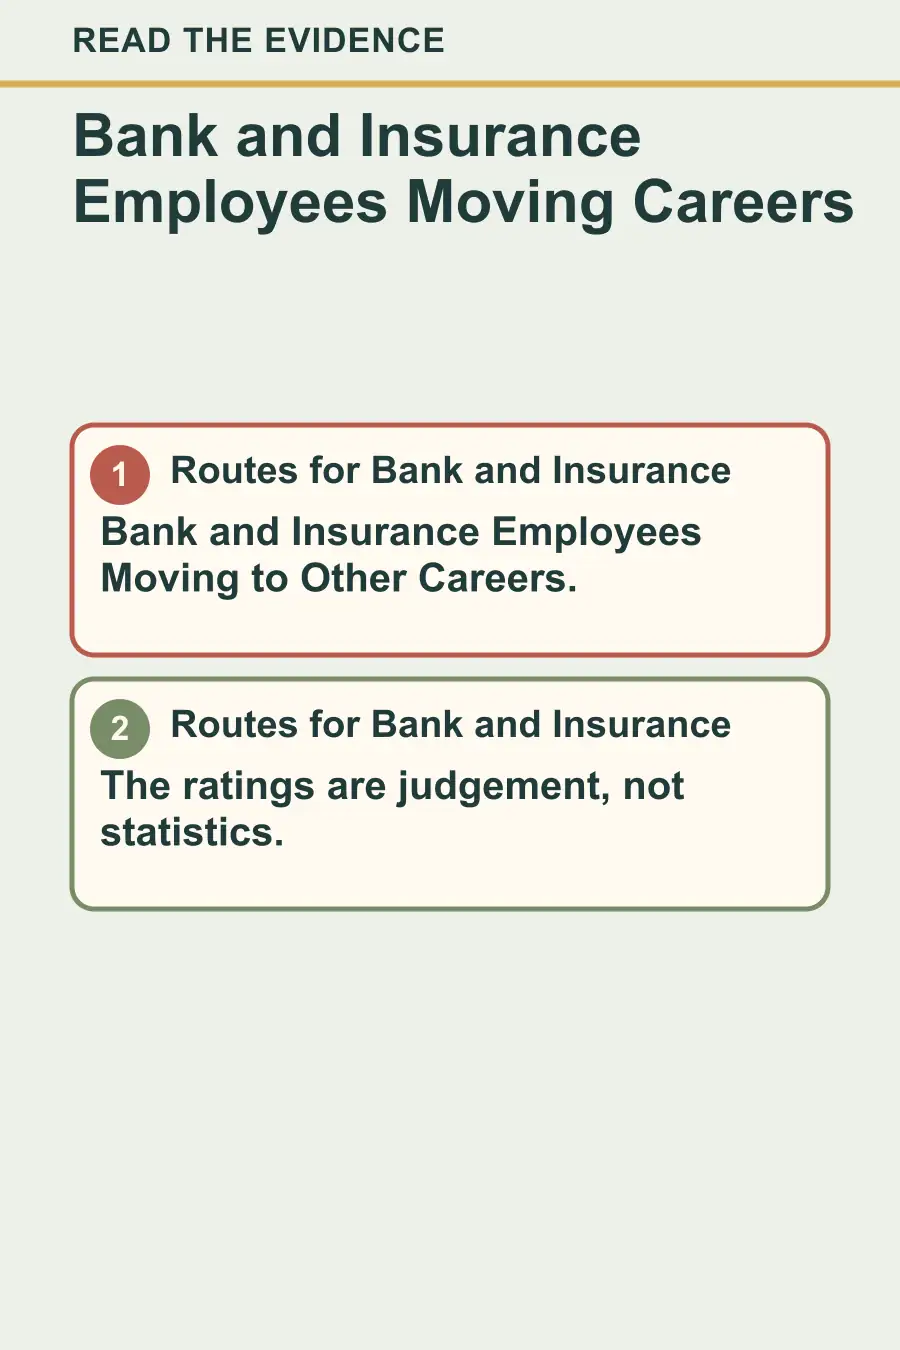 READ THE EVIDENCE
Bank and Insurance
Employees Moving Careers
1 Routes for Bank and Insurance
Bank and Insurance Employees
Moving to Other Careers.
2 Routes for Bank and Insurance
The ratings are judgement, not
statistics.